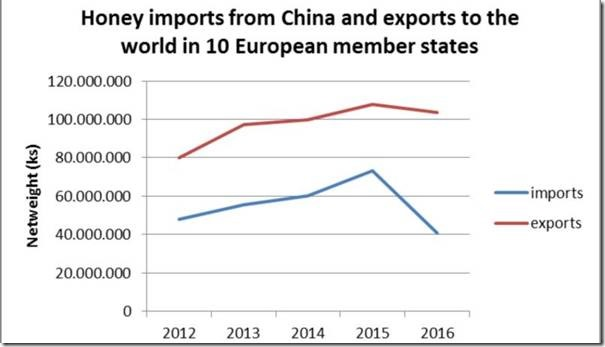 Honey imports from China and exports to the
world in 10 European member states
120.000.000
100.000.000
80.000.000
60.000.000
40.000.000
20.000.000
0
Netweight (ks)
2012 2013 2014 2015 2016
imports
exports